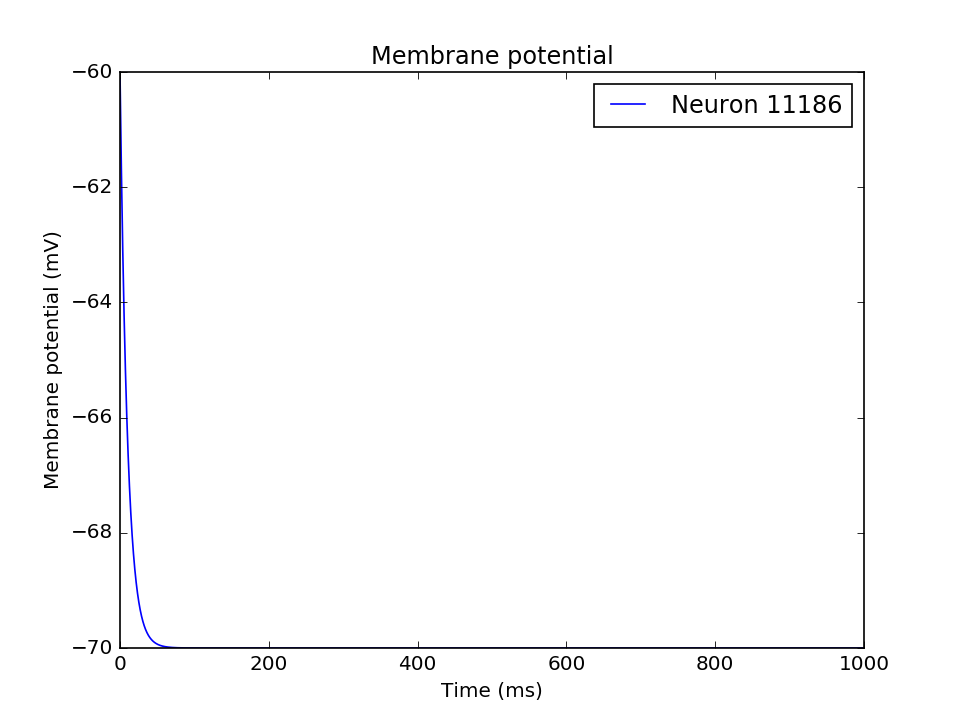 Membrane potential
Neuron 11186
Membrane potential (mV)
−60
−62
−64
−66
−68
−70
0 200 400 600 800 1000
Time (ms)